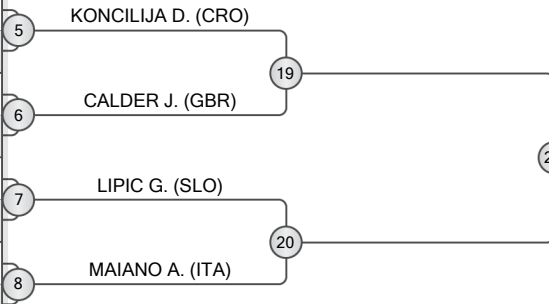 KONCILIJA D. (CRO)
5
19
CALDER J. (GBR)
6
LIPIC G. (SLO)
7
20
MAIANO A. (ITA)
8